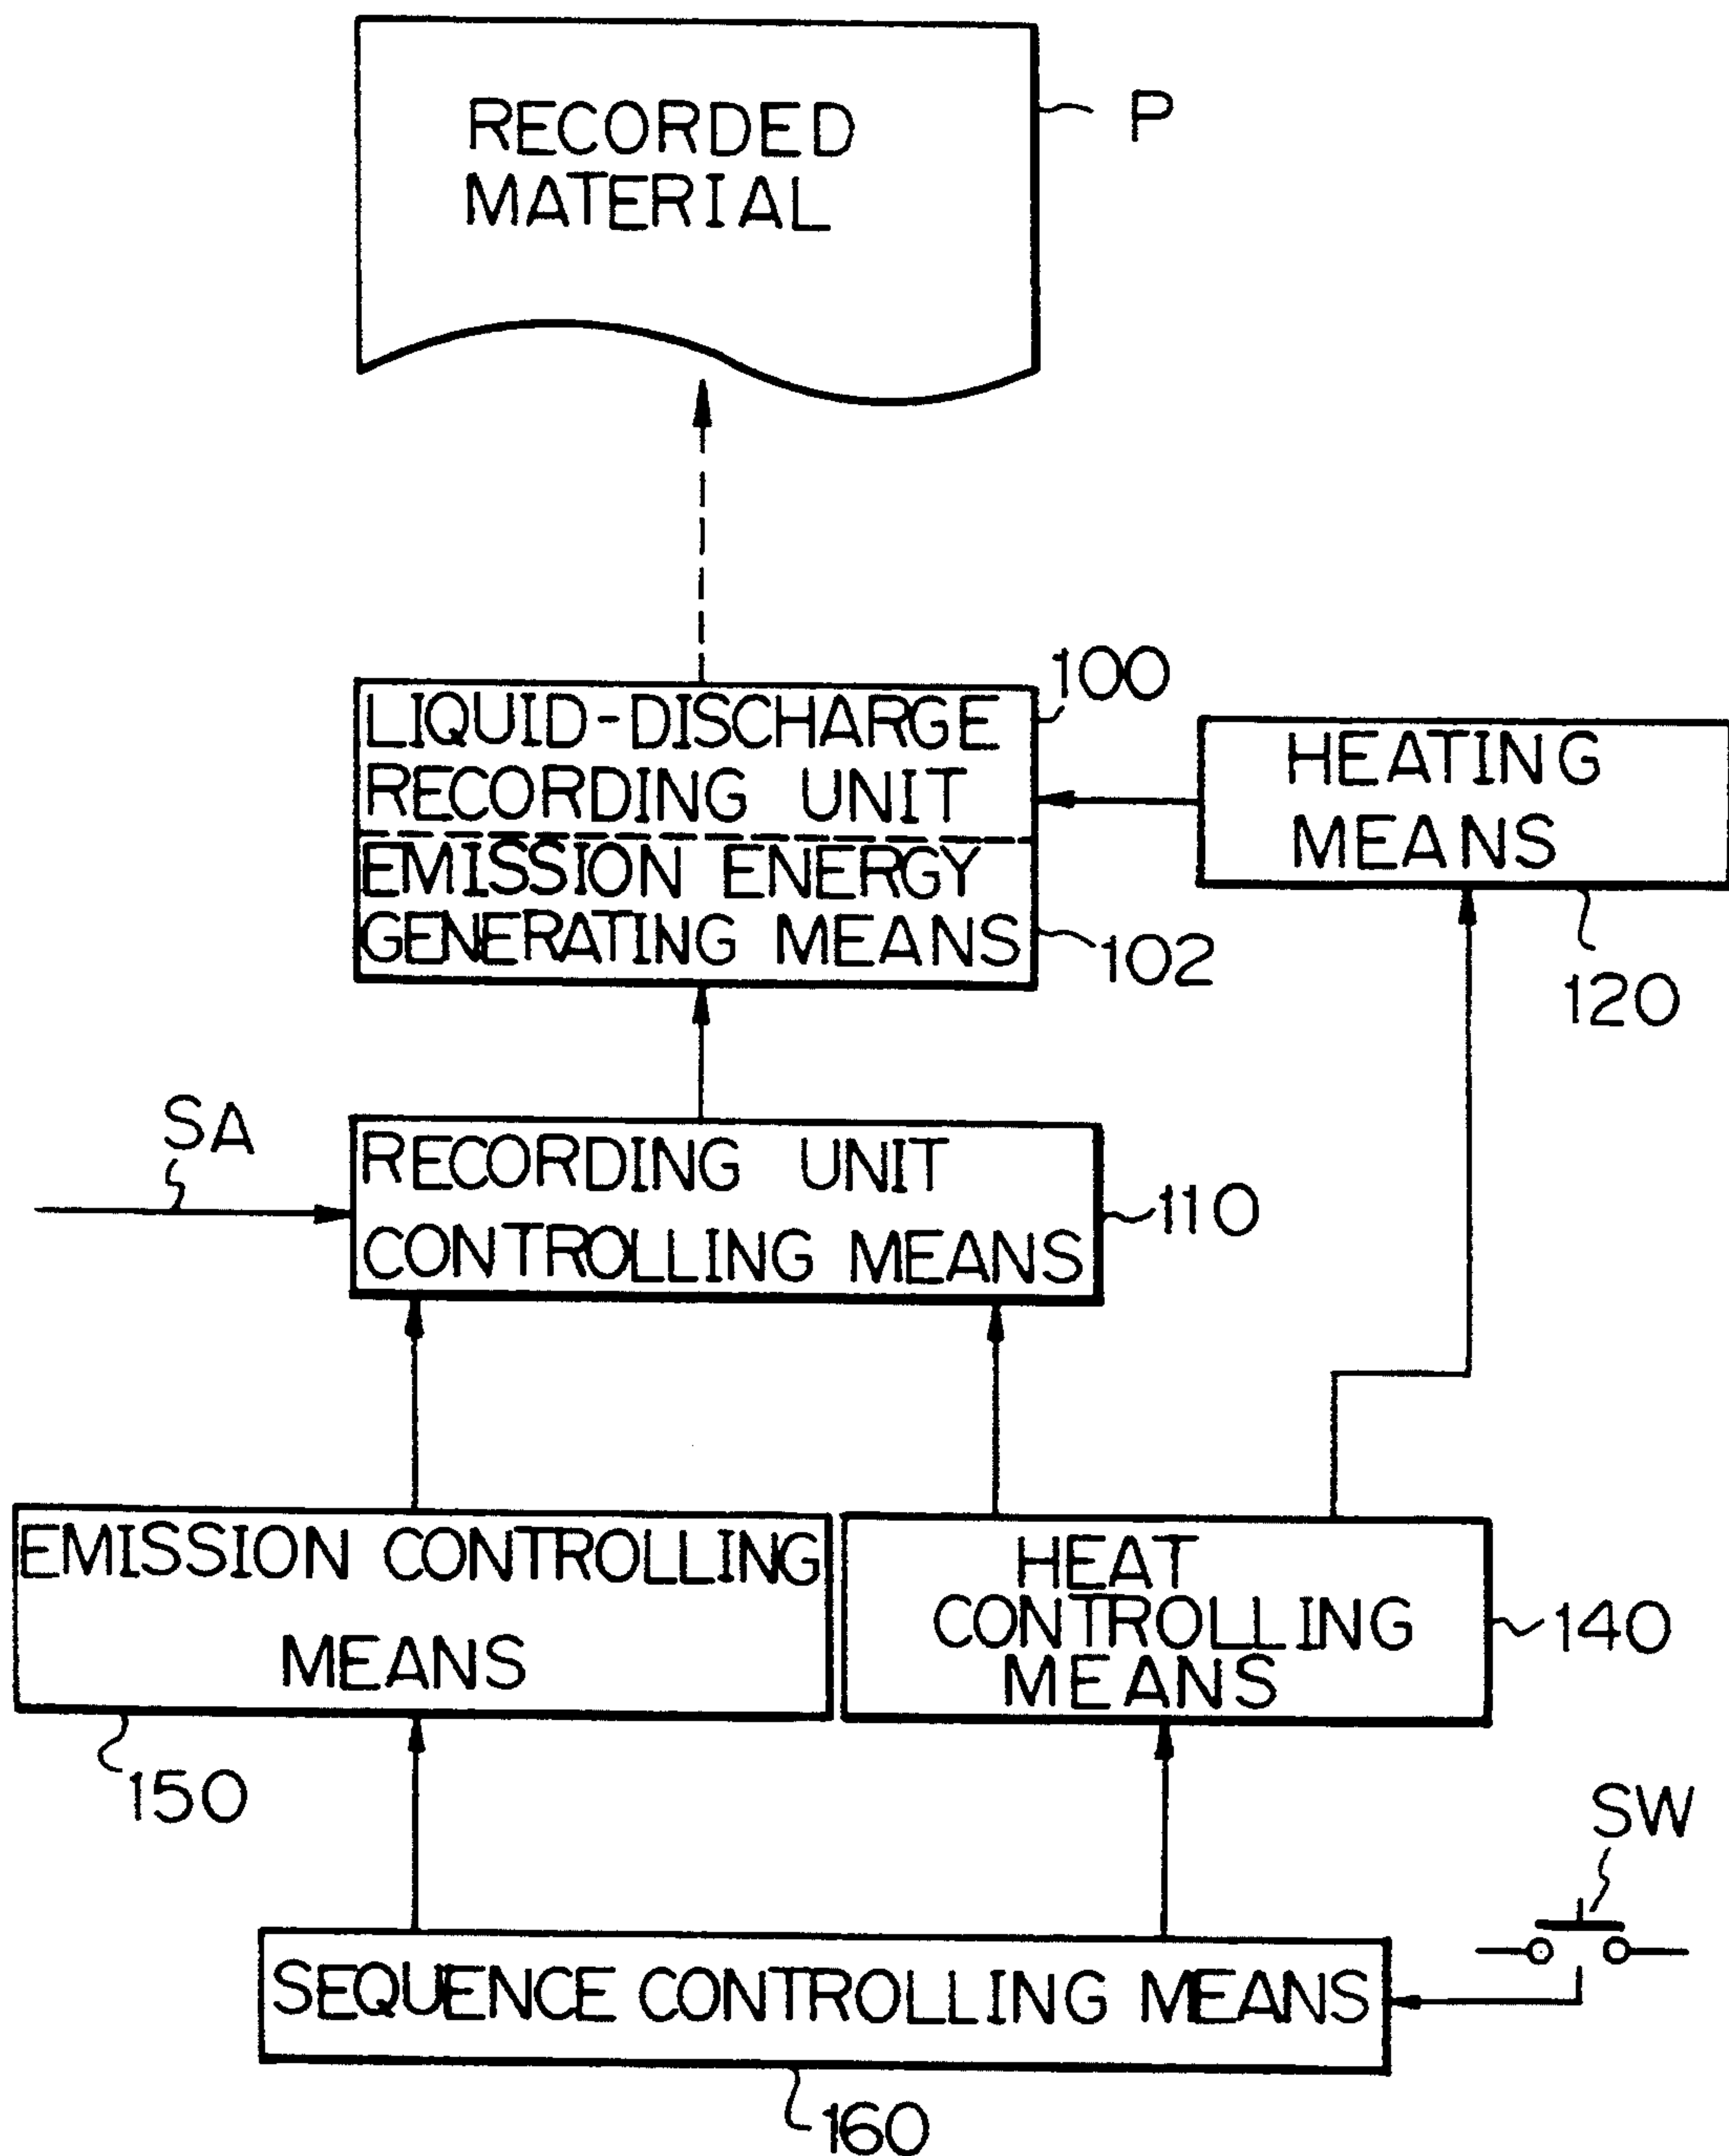 RECORDED
MATERIAL
P
LIQUID-DISCHARGE
RECORDING UNIT
100
EMISSION ENERGY
GENERATING MEANS
102
HEATING
MEANS
120
SA
RECORDING UNIT
CONTROLLING MEANS
110
EMISSION CONTROLLING
MEANS
150
HEAT
CONTROLLING
MEANS
140
SW
SEQUENCE CONTROLLING MEANS
160